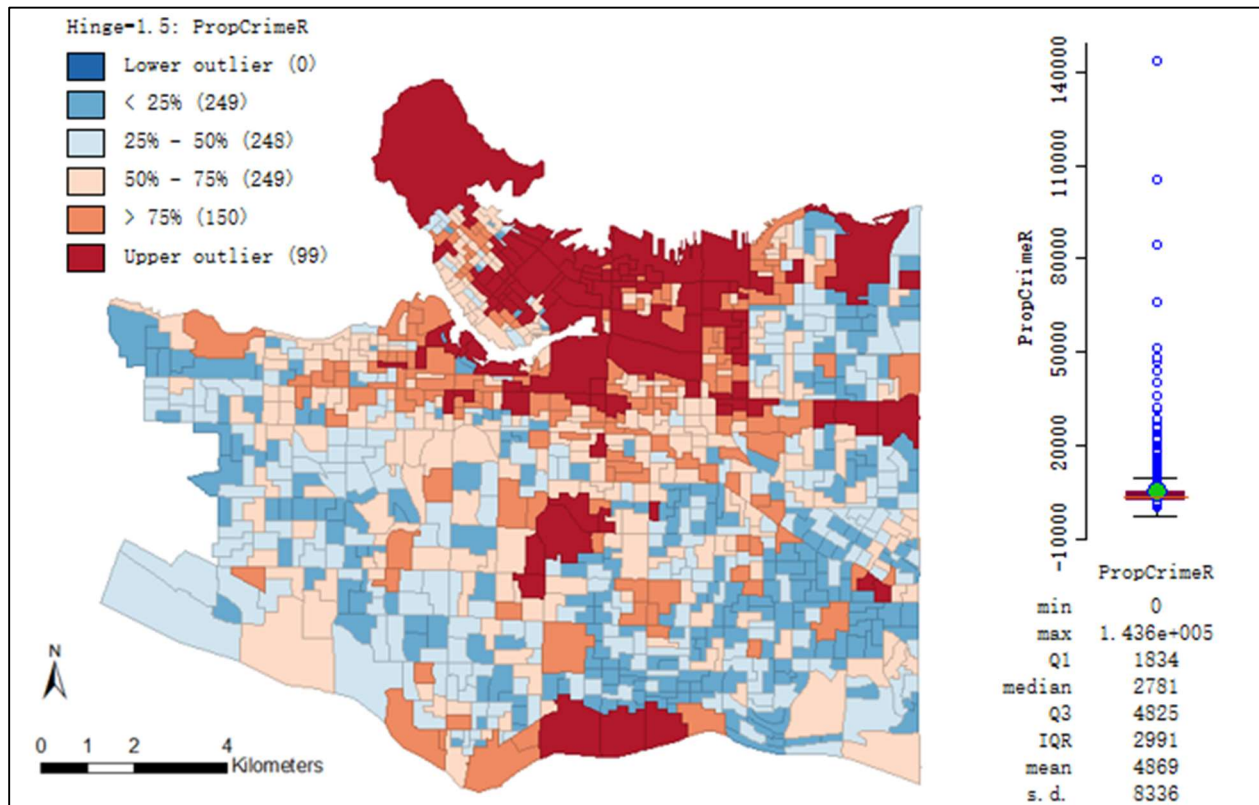 Hinge=1.5: PropCrimeR
Lower outlier (0)
< 25% (249)
25% - 50% (248)
50% - 75% (249)
> 75% (150)
Upper outlier (99)
N
0 1 2 4
Kilometers
140000
110000
80000
50000
20000
-10000
PropCrimeR
PropCrimeR
min 0
max 1.436e+005
Q1 1834
median 2781
Q3 4825
IQR 2991
mean 4869
s.d. 8336